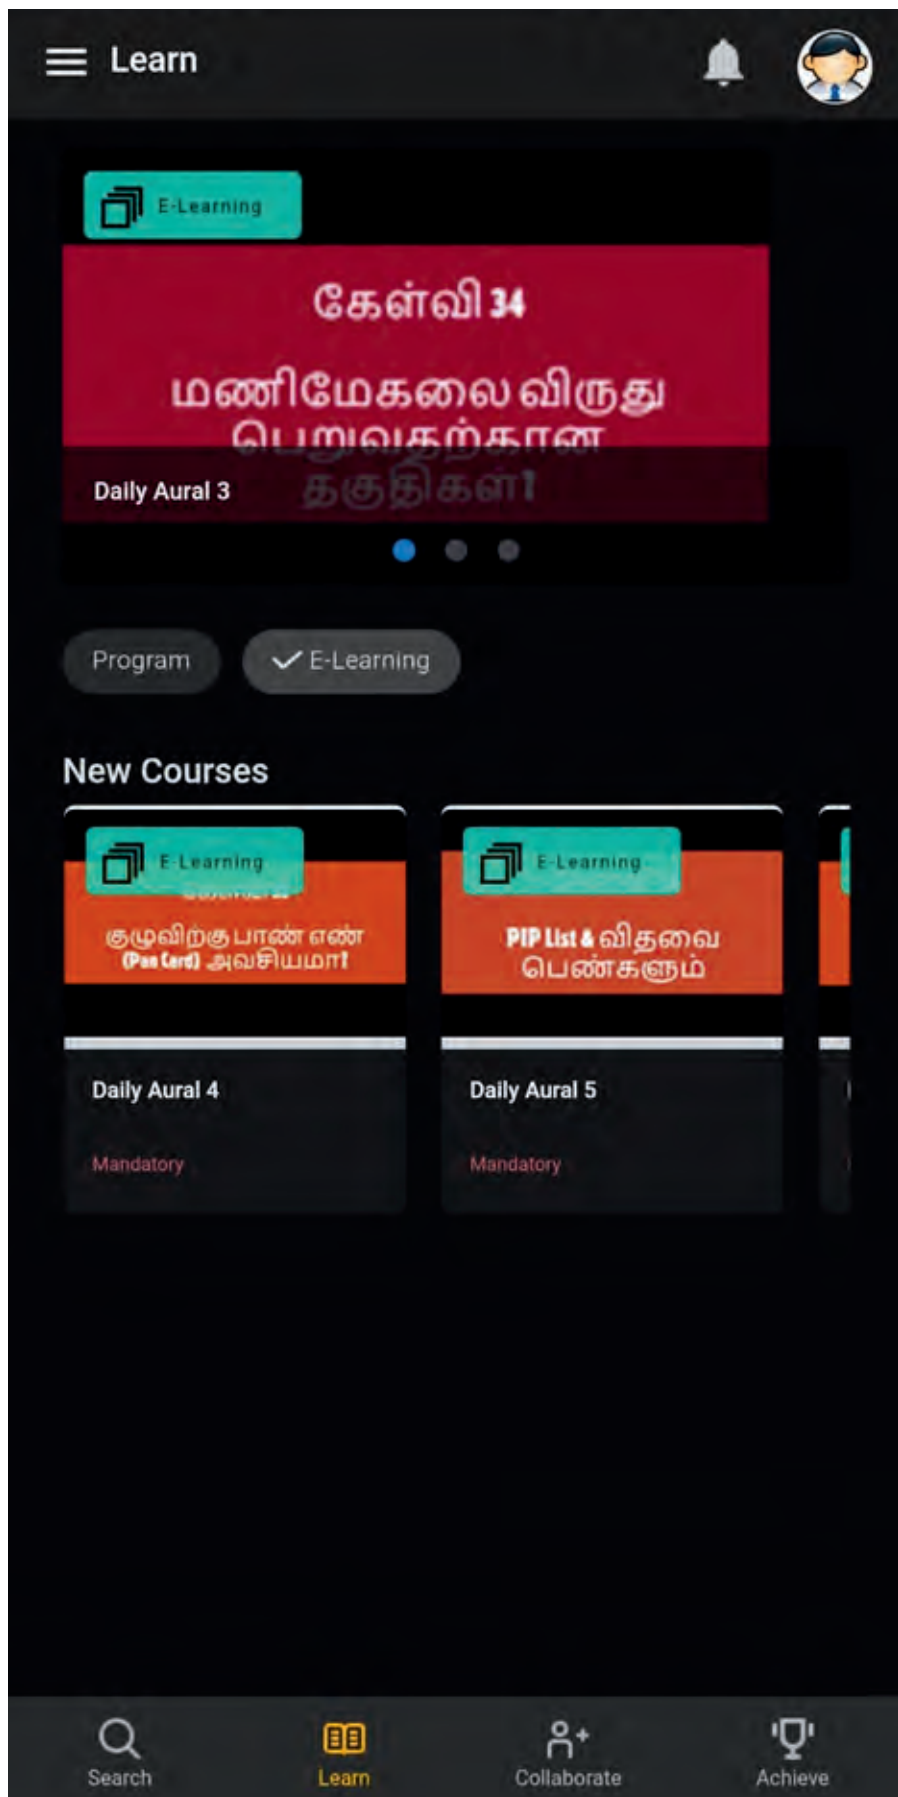 Learn
E-Learning
கேள்வி 34
மணிமேகலை விருது
பெறுவதற்கான
தகுதிகள்?
Daily Aural 3
Program
E-Learning
New Courses
E-Learning
குழுவிற்கு பாண் எண்
(Pan Card) அவசியமா?
E-Learning
PIP List & விதவை
பெண்களும்
Daily Aural 4
Daily Aural 5
Mandatory
Mandatory
Search
Learn
Collaborate
Achieve